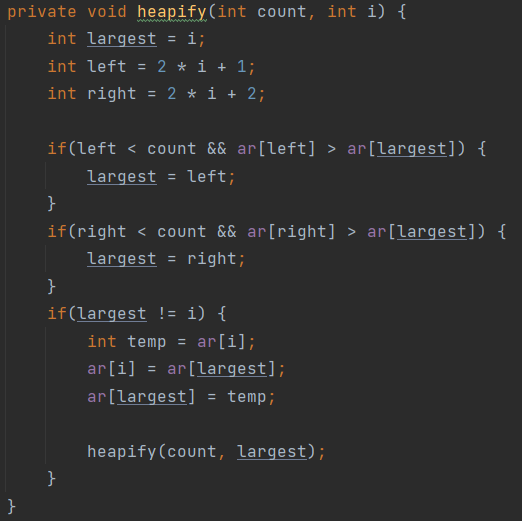 private void heapify(int count, int i) {
    int largest = i;
    int left = 2 * i + 1;
    int right = 2 * i + 2;

    if(left < count && ar[left] > ar[largest]) {
        largest = left;
    }
    if(right < count && ar[right] > ar[largest]) {
        largest = right;
    }
    if(largest != i) {
        int temp = ar[i];
        ar[i] = ar[largest];
        ar[largest] = temp;

        heapify(count, largest);
    }
}